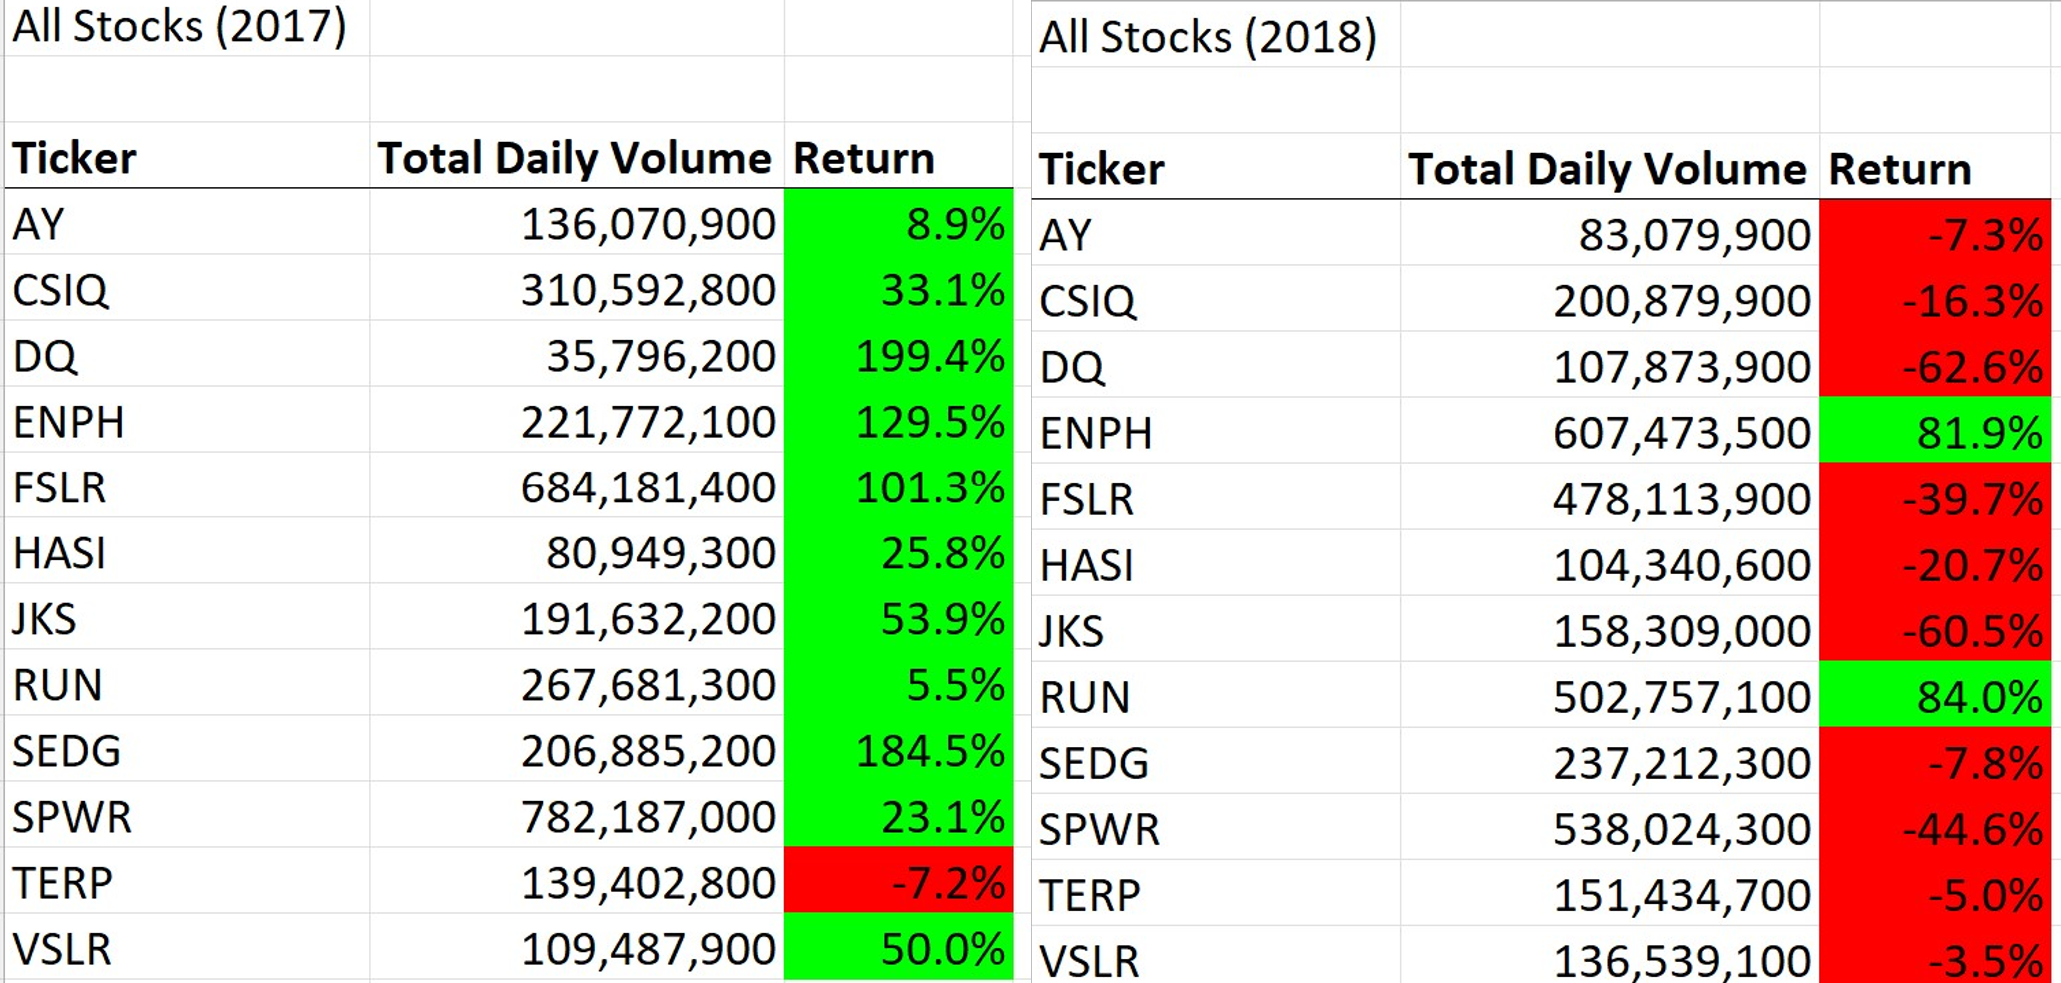 All Stocks (2017)
Ticker Total Daily Volume Return
AY 136,070,900 8.9%
CSIQ 310,592,800 33.1%
DQ 35,796,200 199.4%
ENPH 221,772,100 129.5%
FSLR 684,181,400 101.3%
HASI 80,949,300 25.8%
JKS 191,632,200 53.9%
RUN 267,681,300 5.5%
SEDG 206,885,200 184.5%
SPWR 782,187,000 23.1%
TERP 139,402,800 -7.2%
VSLR 109,487,900 50.0%
All Stocks (2018)
Ticker Total Daily Volume Return
AY 83,079,900 -7.3%
CSIQ 200,879,900 -16.3%
DQ 107,873,900 -62.6%
ENPH 607,473,500 81.9%
FSLR 478,113,900 -39.7%
HASI 104,340,600 -20.7%
JKS 158,309,000 -60.5%
RUN 502,757,100 84.0%
SEDG 237,212,300 -7.8%
SPWR 538,024,300 -44.6%
TERP 151,434,700 -5.0%
VSLR 136,539,100 -3.5%